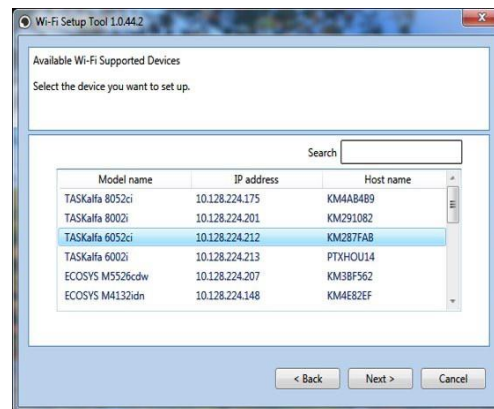 Wi-Fi Setup Tool 1.0.44.2
Available Wi-Fi Supported Devices
Select the device you want to set up.
Search
Model name IP address Host name
TASKalfa 8052ci 10.128.224.175 KM4AB4B9
TASKalfa 8002i 10.128.224.201 KM291082
TASKalfa 6052ci 10.128.224.212 KM287FAB
TASKalfa 6002i 10.128.224.213 PTXHOU14
ECOSYS M5526cdw 10.128.224.207 KM3BF562
ECOSYS M4132idn 10.128.224.148 KM4E82EF
< Back Next > Cancel